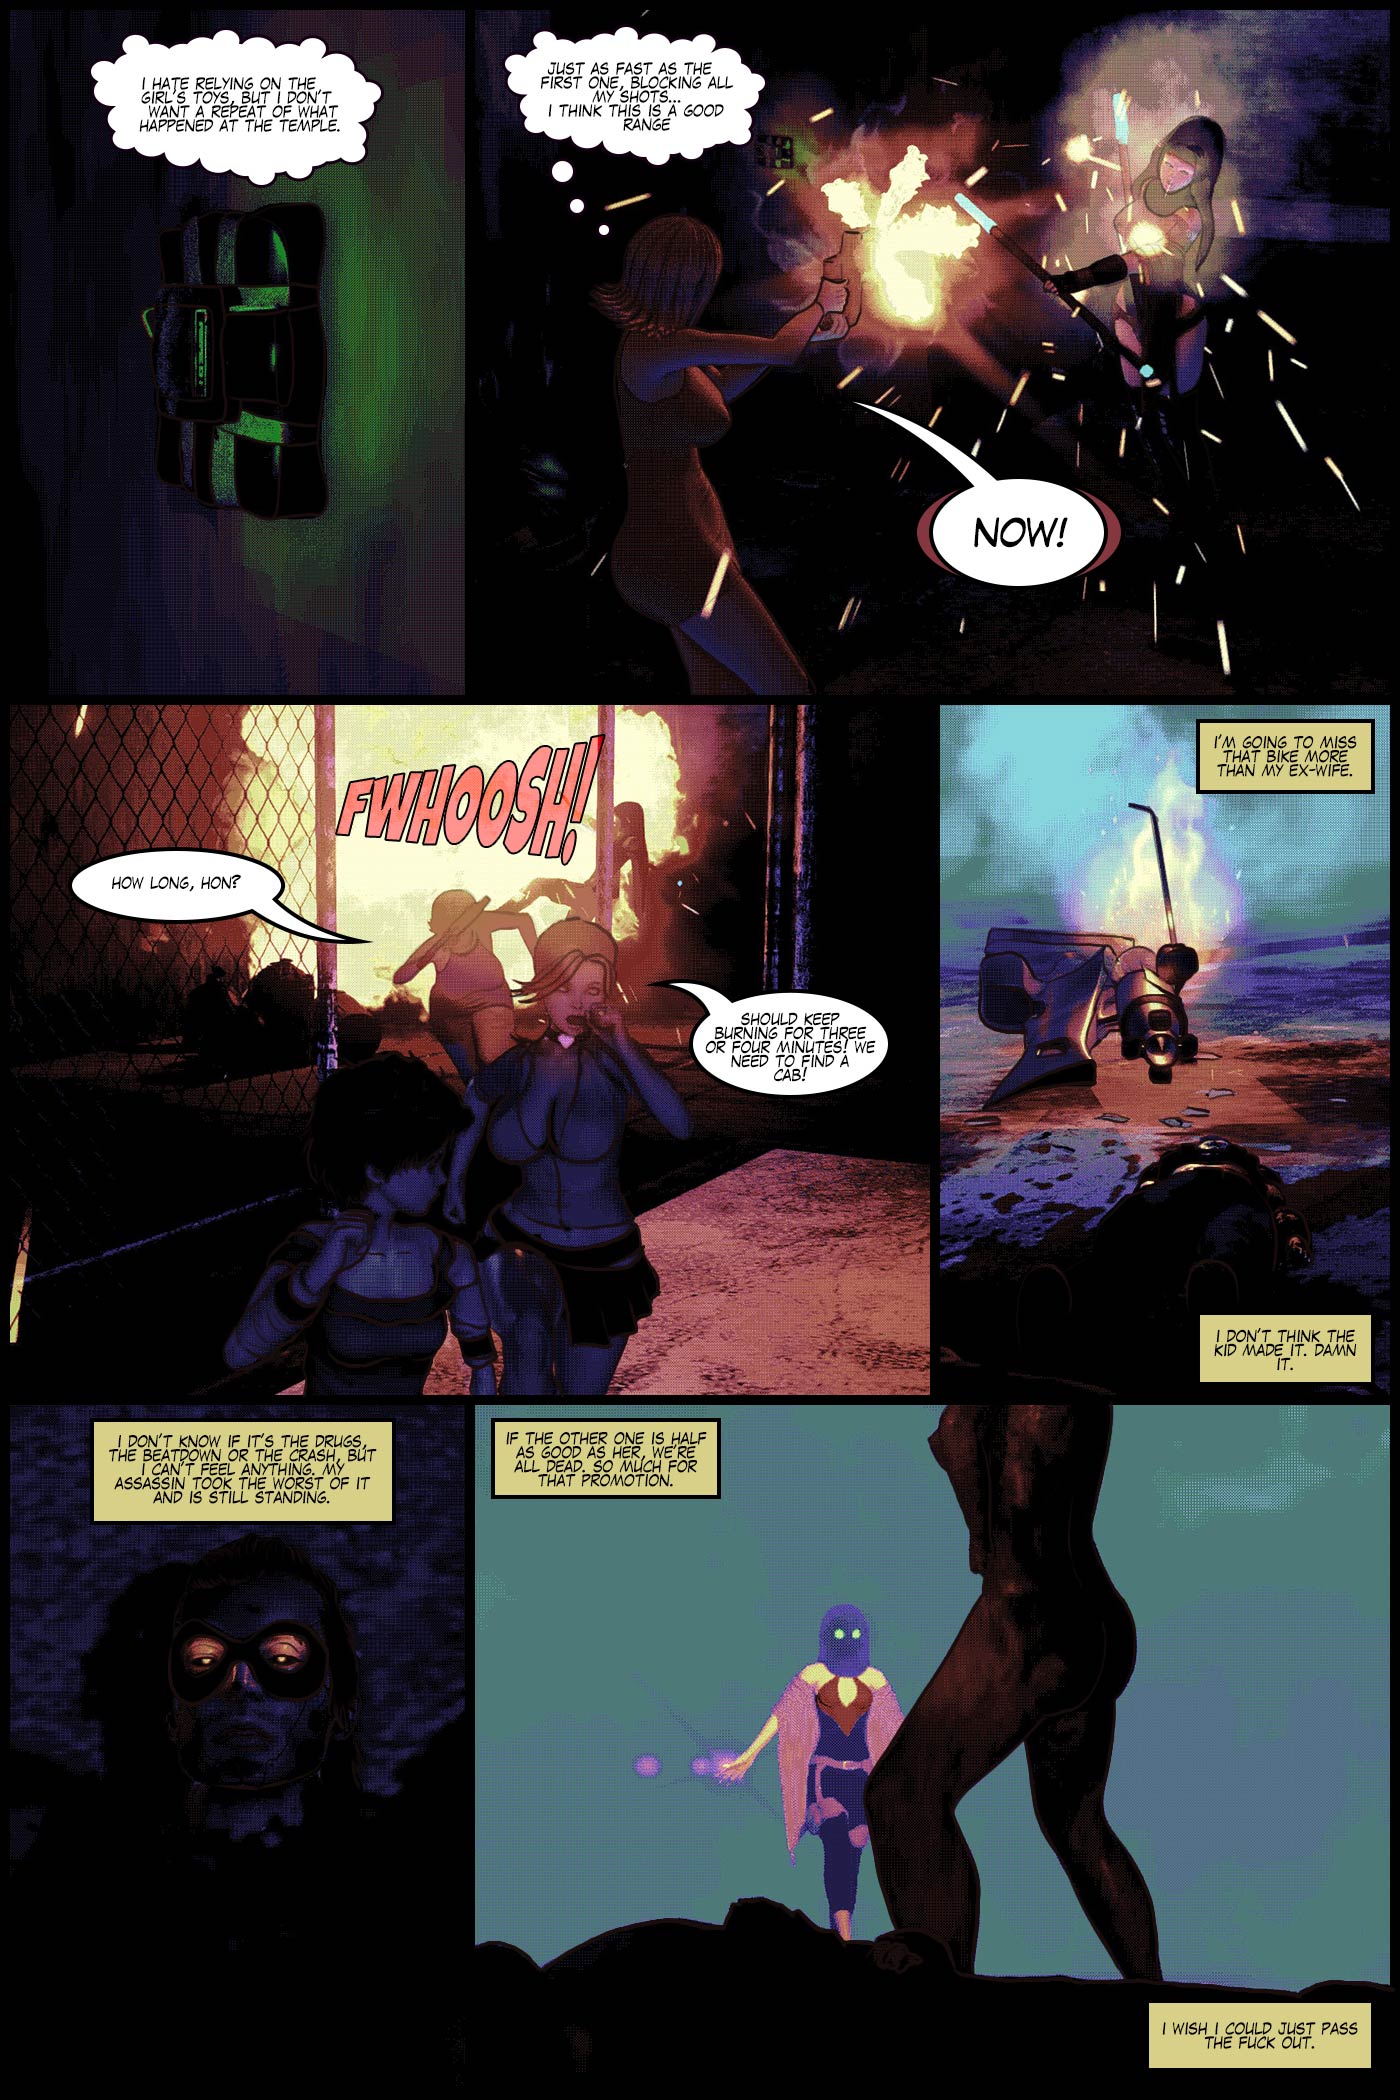 I HATE RELYING ON THE
GIRL'S TOYS, BUT I DON'T
WANT A REPEAT OF WHAT
HAPPENED AT THE TEMPLE.
JUST AS FAST AS THE
FIRST ONE, BLOCKING ALL
MY SHOTS...
I THINK THIS IS A GOOD
RANGE
NOW!
FWHOOSH!
HOW LONG, HON?
SHOULD KEEP
BURNING FOR THREE
OR FOUR MINUTES! WE
NEED TO FIND A
CAB!
I'M GOING TO MISS
THAT BIKE MORE
THAN MY EX-WIFE.
I DON'T THINK THE
KID MADE IT. DAMN
IT.
I DON'T KNOW IF IT'S THE DRUGS,
THE BEATDOWN OR THE CRASH, BUT
I CAN'T FEEL ANYTHING. MY
ASSASSIN TOOK THE WORST OF IT
AND IS STILL STANDING.
IF THE OTHER ONE IS HALF
AS GOOD AS HER, WE'RE
ALL DEAD. SO MUCH FOR
THAT PROMOTION.
I WISH I COULD JUST PASS
THE FUCK OUT.